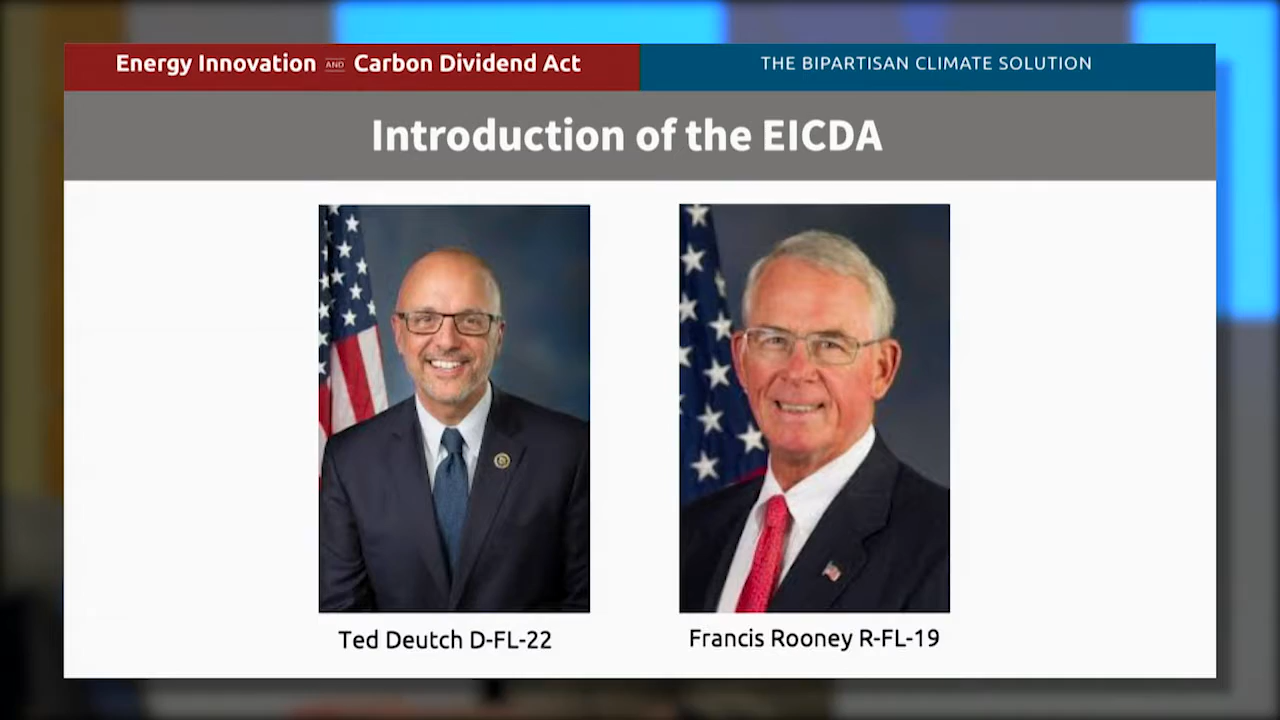 Energy Innovation AND Carbon Dividend Act
THE BIPARTISAN CLIMATE SOLUTION
Introduction of the EICDA
Ted Deutch D-FL-22
Francis Rooney R-FL-19